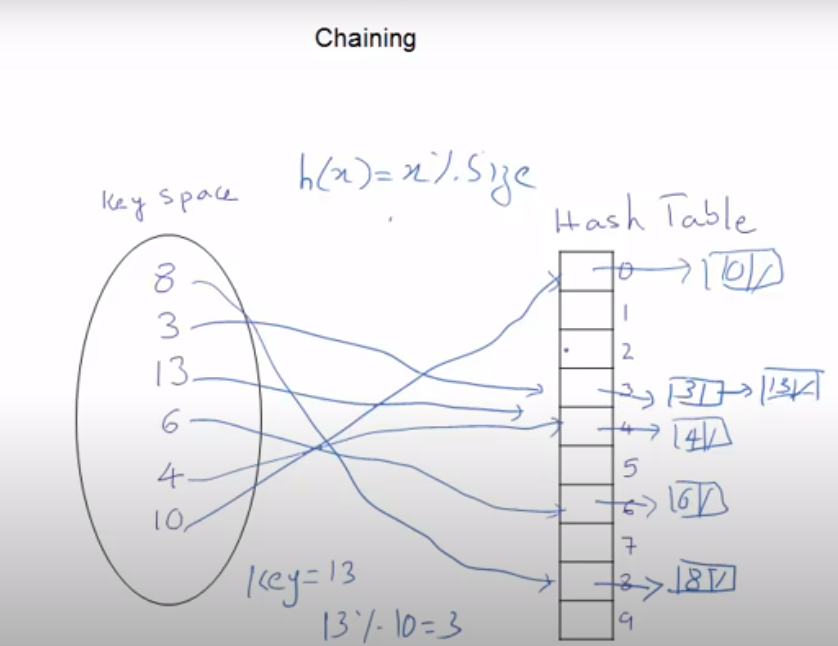 Chaining
h(x) = x % Size
Key Space
Hash Table
8
3
13
6
4
10
0 → 10
1
2
3 → 3 → 13
4 → 4
5
6 → 6
7
8 → 8
9
Key = 13
13 % 10 = 3